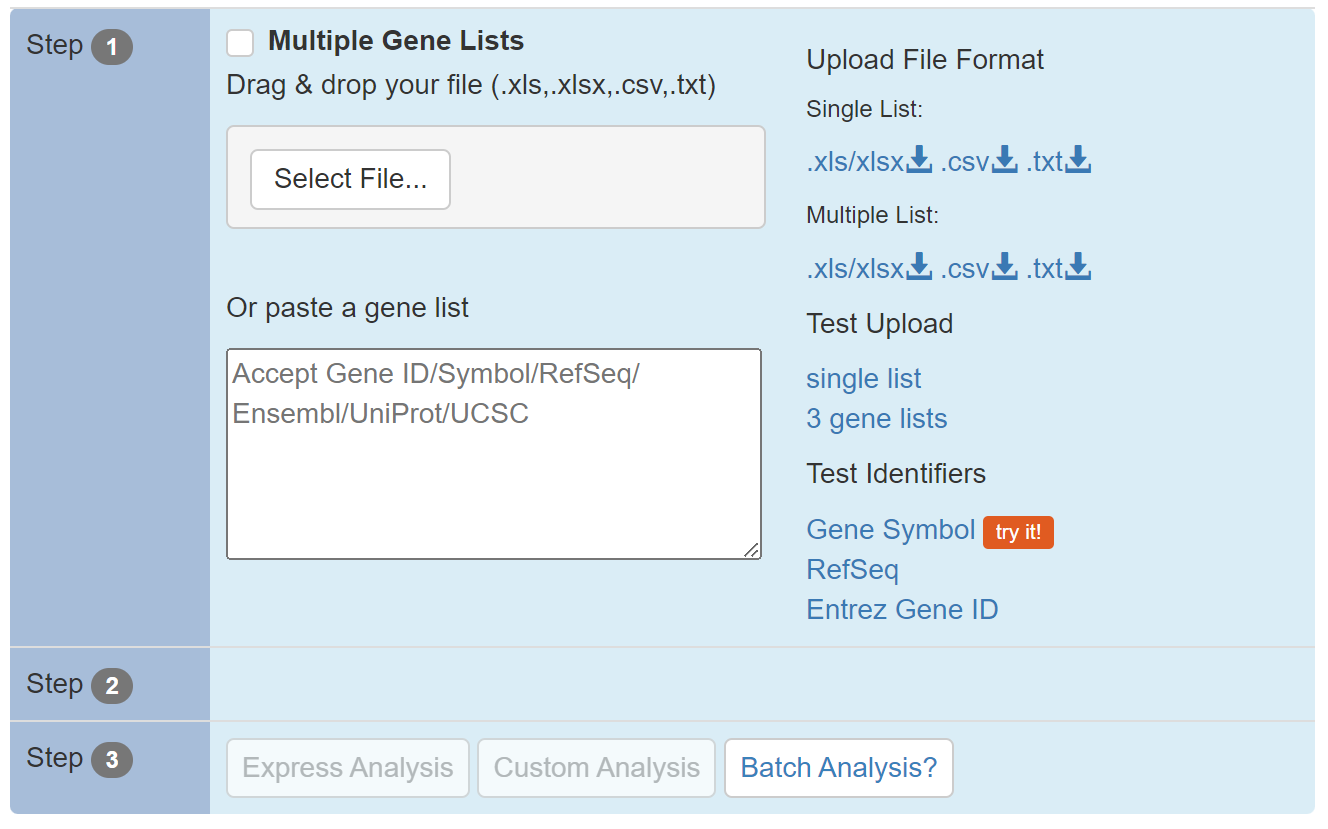 Step 1
Multiple Gene Lists
Drag & drop your file (.xls,.xlsx,.csv,.txt)
Select File...
Or paste a gene list
Accept Gene ID/Symbol/RefSeq/
Ensembl/UniProt/UCSC
Upload File Format
Single List:
.xls/xlsx .csv .txt
Multiple List:
.xls/xlsx .csv .txt
Test Upload
single list
3 gene lists
Test Identifiers
Gene Symbol try it!
RefSeq
Entrez Gene ID
Step 2
Step 3
Express Analysis Custom Analysis Batch Analysis?